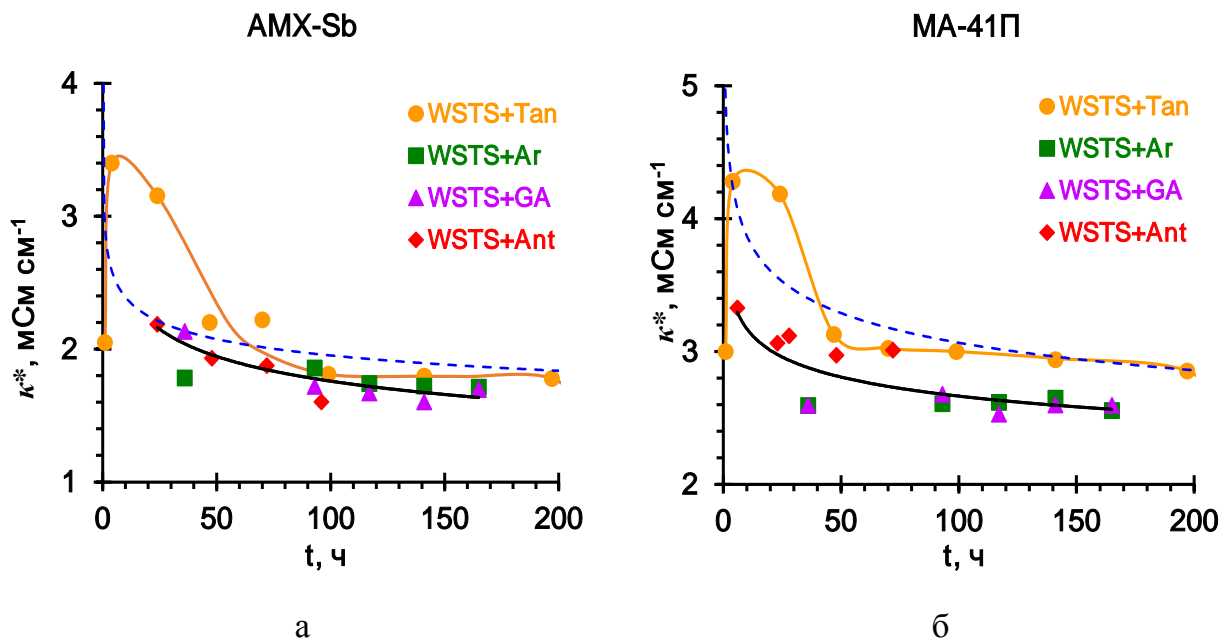 AMX-Sb
4
3
2
1
κ*, мСм см⁻¹
WSTS+Tan
WSTS+Ar
WSTS+GA
WSTS+Ant
0 50 100 150 200
t, ч
а
МА-41П
5
4
3
2
κ*, мСм см⁻¹
WSTS+Tan
WSTS+Ar
WSTS+GA
WSTS+Ant
0 50 100 150 200
t, ч
б